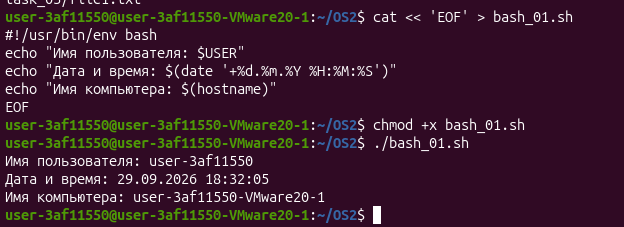 user-3af11550@user-3af11550-VMware20-1:~/OS2$ cat << 'EOF' > bash_01.sh
#!/usr/bin/env bash
echo "Имя пользователя: $USER"
echo "Дата и время: $(date '+%d.%m.%Y %H:%M:%S')"
echo "Имя компьютера: $(hostname)"
EOF
user-3af11550@user-3af11550-VMware20-1:~/OS2$ chmod +x bash_01.sh
user-3af11550@user-3af11550-VMware20-1:~/OS2$ ./bash_01.sh
Имя пользователя: user-3af11550
Дата и время: 29.09.2026 18:32:05
Имя компьютера: user-3af11550-VMware20-1
user-3af11550@user-3af11550-VMware20-1:~/OS2$